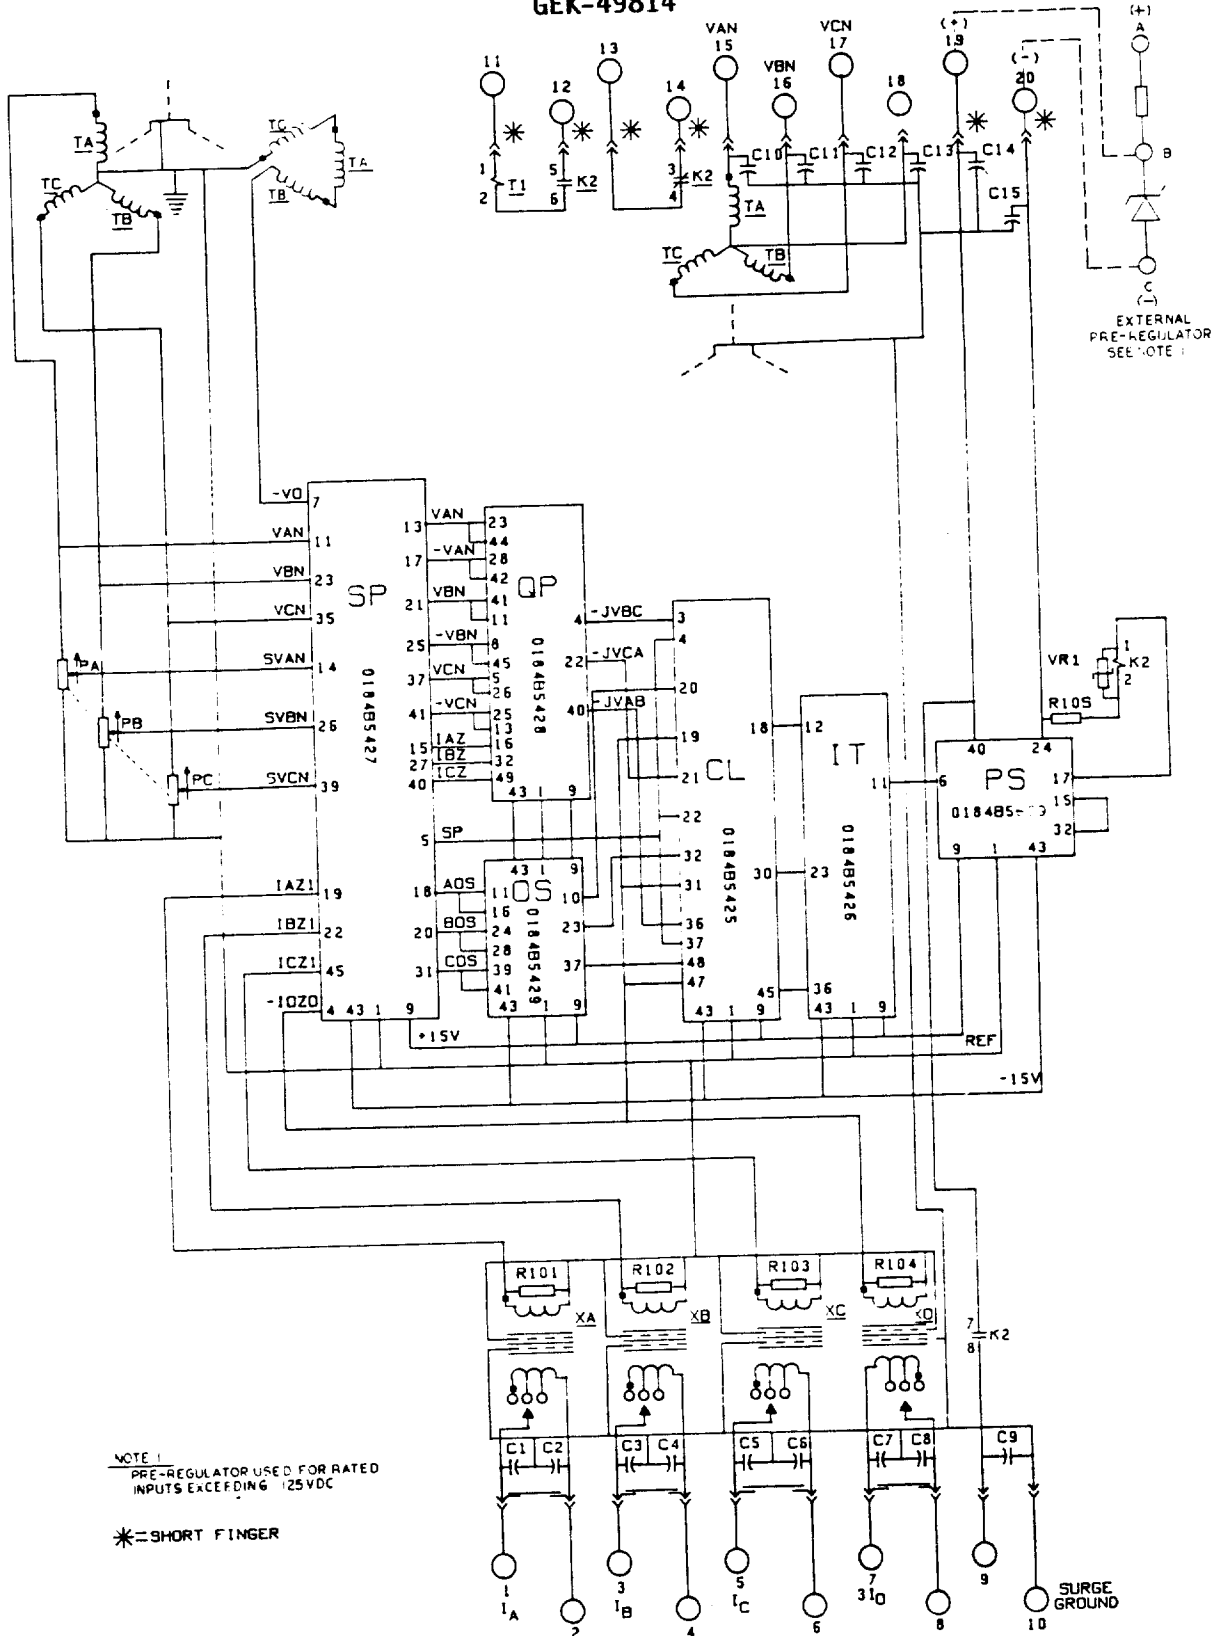 GEK-49814
11
12
13
14
VAN
15
VBN
16
VCN
17
18
(+)
19
(-)
20
(+)
A
B
C
(-)
EXTERNAL
PRE-REGULATOR
SEE NOTE 1
TA
TC
TB
TC
TA
TB
1
2
T1
5
6
K2
3
4
K2
C10
C11
C12
C13
C14
C15
TA
TC
TB
-VO
7
VAN
11
VBN
23
VCN
35
SVAN
14
SVBN
26
SVCN
39
PA
PB
PC
SP
0184B5427
13
VAN
17
-VAN
21
VBN
25
-VBN
37
VCN
41
-VCN
15
IAZ
27
IBZ
40
ICZ
5
SP
18
AOS
20
BOS
31
COS
IAZ1
19
IBZ1
22
ICZ1
45
-IOZO
4
43
1
9
+15V
23
44
28
42
41
11
8
45
5
26
25
13
16
32
49
QP
0184B5428
4
-JVBC
22
-JVCA
40
-JVAB
43
1
9
43
1
9
11
16
24
28
39
41
OS
0184B5429
10
23
37
43
1
9
3
4
20
19
21
22
32
31
36
37
48
47
CL
0184B5425
18
30
45
43
1
9
12
23
36
IT
0184B5426
11
43
1
9
VR1
1
K2
2
R105
40
24
6
PS
17
15
32
9
1
43
REF
-15V
R101
R102
R103
R104
XA
XB
XC
XO
7
8
K2
C1
C2
C3
C4
C5
C6
C7
C8
C9
1
IA
2
3
IB
4
5
IC
6
7
3IO
8
9
10
SURGE
GROUND
NOTE 1
PRE-REGULATOR USED FOR RATED
INPUTS EXCEEDING 125VDC
=SHORT FINGER